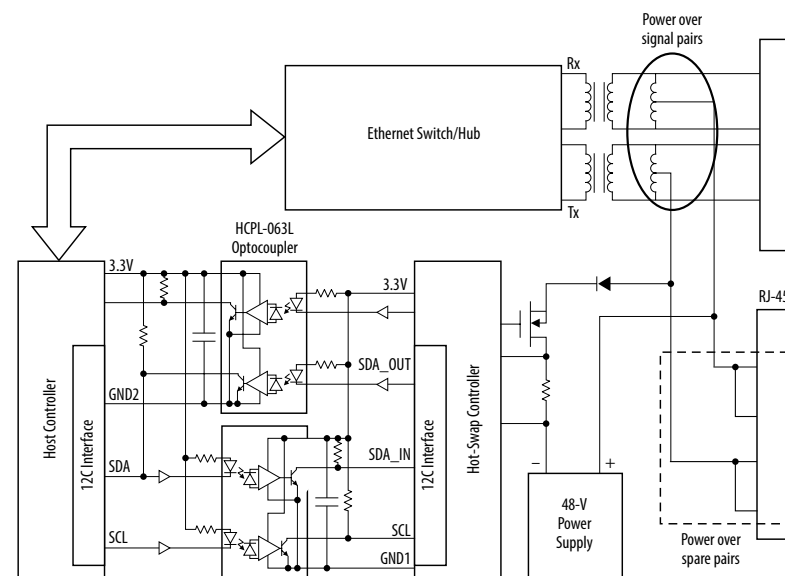 Power over
signal pairs
Rx
Ethernet Switch/Hub
Tx
HCPL-063L
Optocoupler
3.3V
3.3V
RJ-45
SDA_OUT
GND2
Host Controller
12C Interface
SDA
SDA_IN
12C Interface
Hot-Swap Controller
– +
48-V
Power
Supply
SCL
SCL
GND1
Power over
spare pairs